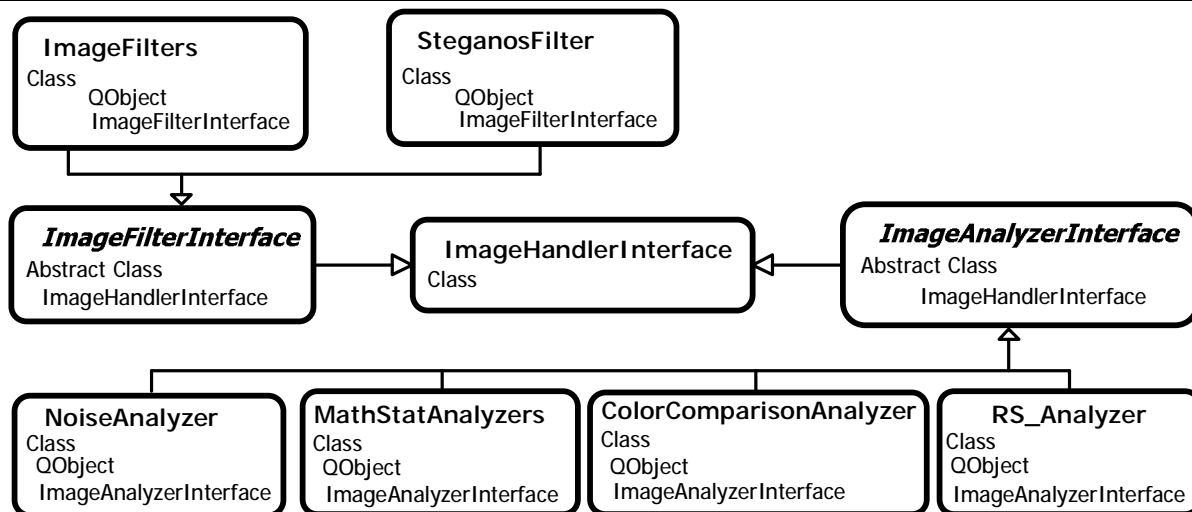 ImageFilters
Class
QObject
ImageFilterInterface
SteganosFilter
Class
QObject
ImageFilterInterface
ImageFilterInterface
Abstract Class
ImageHandlerInterface
ImageHandlerInterface
Class
ImageAnalyzerInterface
Abstract Class
ImageHandlerInterface
NoiseAnalyzer
Class
QObject
ImageAnalyzerInterface
MathStatAnalyzers
Class
QObject
ImageAnalyzerInterface
ColorComparisonAnalyzer
Class
QObject
ImageAnalyzerInterface
RS_Analyzer
Class
QObject
ImageAnalyzerInterface